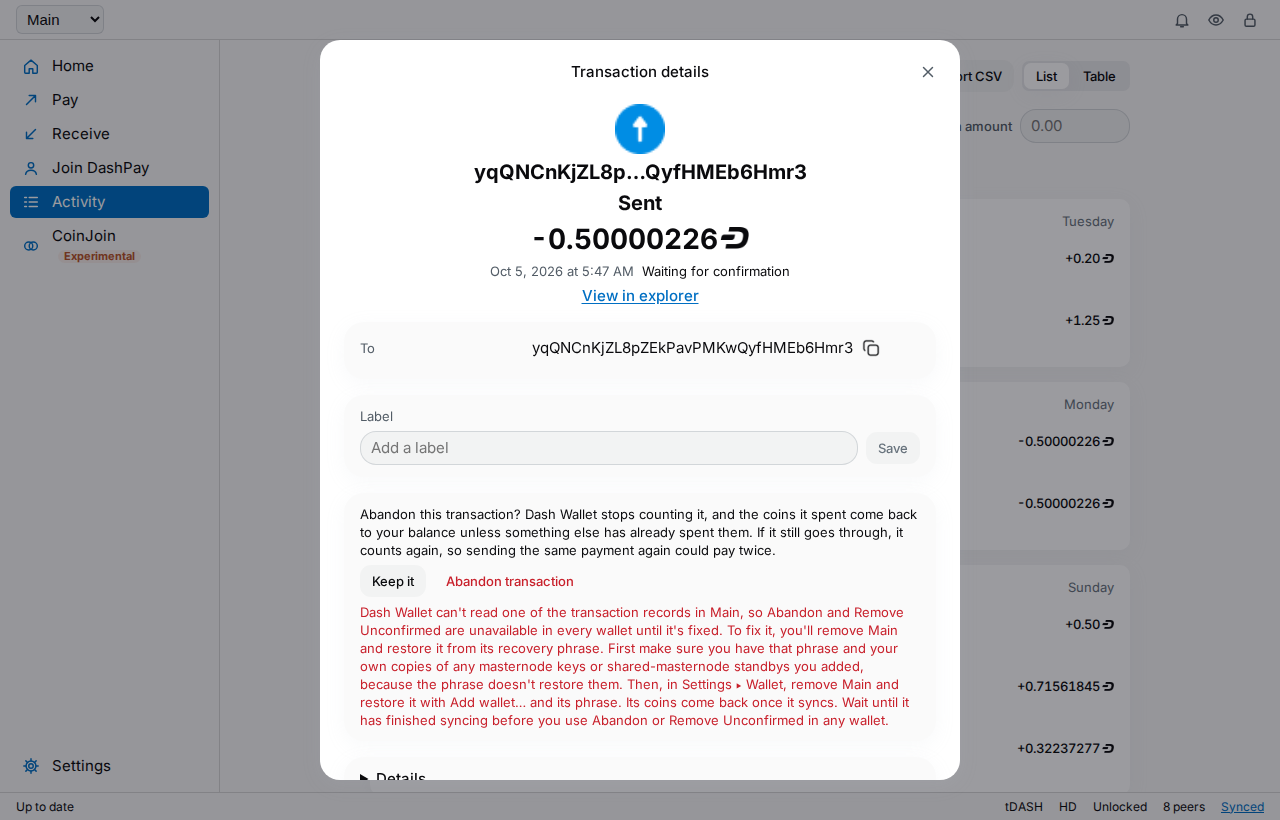 Main
Home
Pay
Receive
Join DashPay
Activity
CoinJoin
Experimental
Settings
Transaction details
yqQNCnKjZL8p...QyfHMEb6Hmr3
Sent
-0.50000226
Oct 5, 2026 at 5:47 AM Waiting for confirmation
View in explorer
To yqQNCnKjZL8pZEkPavPMKwQyfHMEb6Hmr3
Label
Add a label Save
Abandon this transaction? Dash Wallet stops counting it, and the coins it spent come back
to your balance unless something else has already spent them. If it still goes through, it
counts again, so sending the same payment again could pay twice.
Keep it Abandon transaction
Dash Wallet can't read one of the transaction records in Main, so Abandon and Remove
Unconfirmed are unavailable in every wallet until it's fixed. To fix it, you'll remove Main
and restore it from its recovery phrase. First make sure you have that phrase and your
own copies of any masternode keys or shared-masternode standbys you added,
because the phrase doesn't restore them. Then, in Settings ▸ Wallet, remove Main and
restore it with Add wallet... and its phrase. Its coins come back once it syncs. Wait until it
has finished syncing before you use Abandon or Remove Unconfirmed in any wallet.
Details
CSV List Table
amount 0.00
Tuesday
+0.20
+1.25
Monday
-0.50000226
-0.50000226
Sunday
+0.50
+0.71561845
+0.32237277
Up to date tDASH HD Unlocked 8 peers Synced